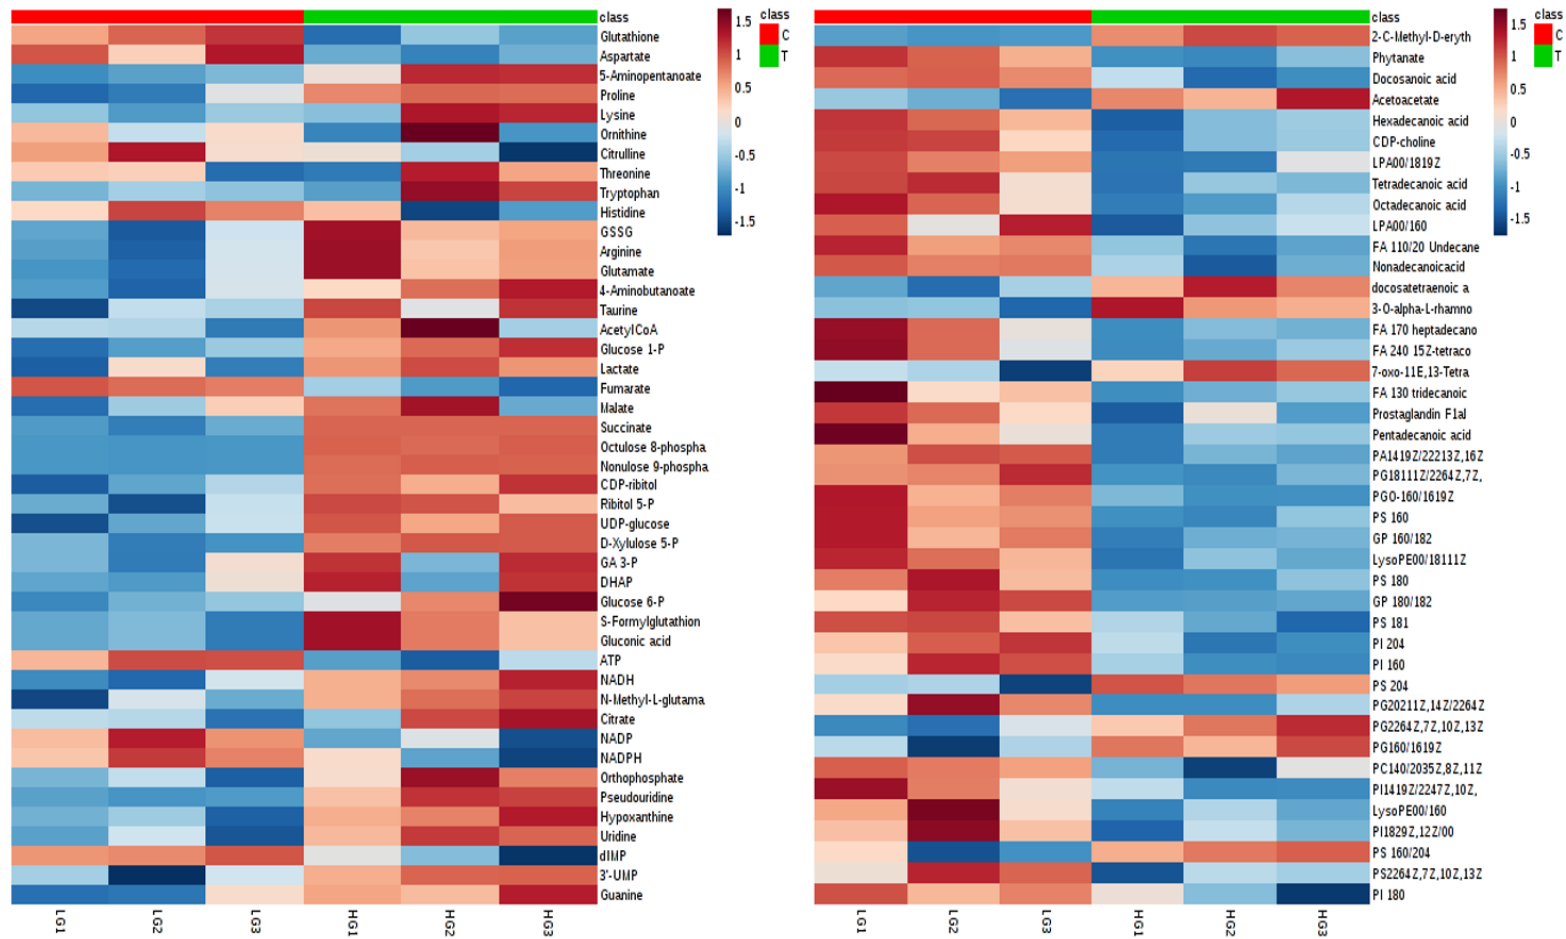 class
Glutathione
Aspartate
5-Aminopentanoate
Proline
Lysine
Ornithine
Citrulline
Threonine
Tryptophan
Histidine
GSSG
Arginine
Glutamate
4-Aminobutanoate
Taurine
AcetylCoA
Glucose 1-P
Lactate
Fumarate
Malate
Succinate
Octulose 8-phospha
Nonulose 9-phospha
CDP-ribitol
Ribitol 5-P
UDP-glucose
D-Xylulose 5-P
GA 3-P
DHAP
Glucose 6-P
S-Formylglutathion
Gluconic acid
ATP
NADH
N-Methyl-L-glutama
Citrate
NADP
NADPH
Orthophosphate
Pseudouridine
Hypoxanthine
Uridine
dIMP
3'-UMP
Guanine
LG1
LG2
LG3
HG1
HG2
HG3
1.5
1
0.5
0
-0.5
-1
-1.5
class
C
T
class
2-C-Methyl-D-eryth
Phytanate
Docosanoic acid
Acetoacetate
Hexadecanoic acid
CDP-choline
LPA00/1819Z
Tetradecanoic acid
Octadecanoic acid
LPA00/160
FA 110/20 Undecane
Nonadecanoicacid
docosatetraenoic a
3-O-alpha-L-rhamno
FA 170 heptadecano
FA 240 15Z-tetraco
7-oxo-11E,13-Tetra
FA 130 tridecanoic
Prostaglandin F1al
Pentadecanoic acid
PA1419Z/22213Z,16Z
PG18111Z/2264Z,7Z,
PGO-160/1619Z
PS 160
GP 160/182
LysoPE00/18111Z
PS 180
GP 180/182
PS 181
PI 204
PI 160
PS 204
PG20211Z,14Z/2264Z
PG2264Z,7Z,10Z,13Z
PG160/1619Z
PC140/2035Z,8Z,11Z
PI1419Z/2247Z,10Z,
LysoPE00/160
PI1829Z,12Z/00
PS 160/204
PS2264Z,7Z,10Z,13Z
PI 180
LG1
LG2
LG3
HG1
HG2
HG3
1.5
1
0.5
0
-0.5
-1
-1.5
class
C
T